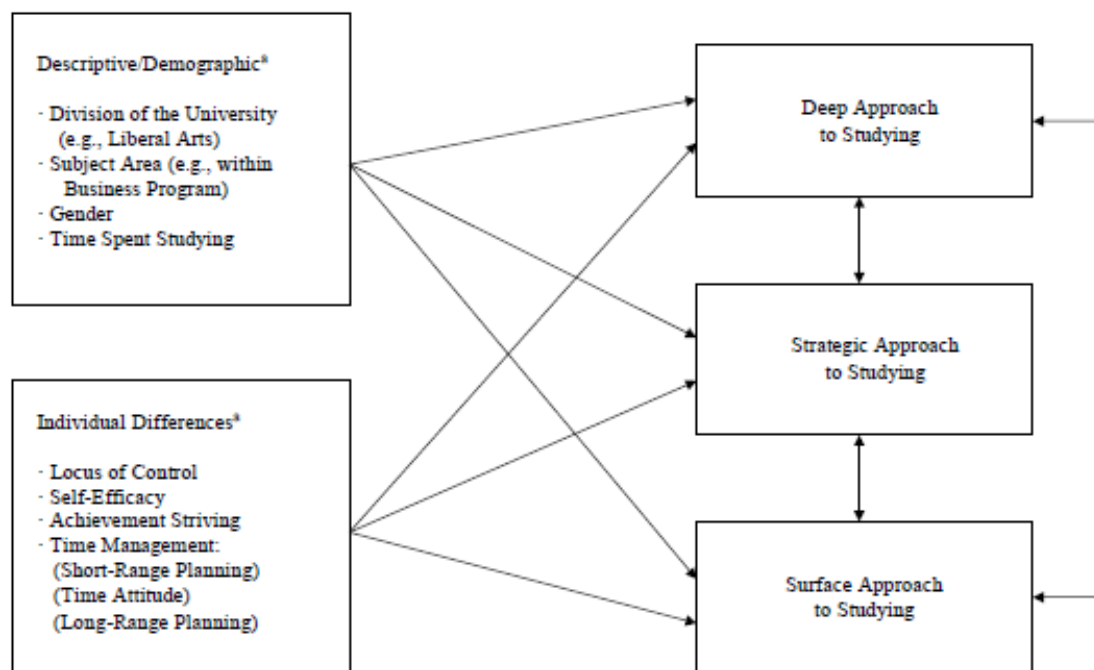 Descriptive/Demographicᵃ
· Division of the University
(e.g., Liberal Arts)
· Subject Area (e.g., within
Business Program)
· Gender
· Time Spent Studying
Individual Differencesᵃ
· Locus of Control
· Self-Efficacy
· Achievement Striving
· Time Management:
(Short-Range Planning)
(Time Attitude)
(Long-Range Planning)
Deep Approach
to Studying
Strategic Approach
to Studying
Surface Approach
to Studying